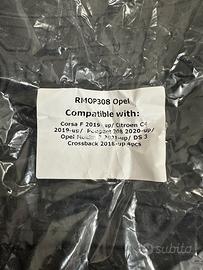 RMOP308 Opel
Compatible with:
Corsa F 2019-up/ Citroen C4
2019-up/ Peugeot 208 2020-up/
Opel 2021-up/ DS 3
Crossback 2018-up 4pcs
subito